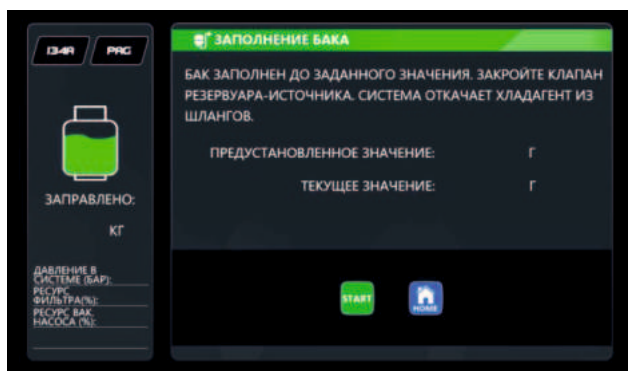 134A PAG
ЗАПРАВЛЕНО:
КГ
ДАВЛЕНИЕ В
СИСТЕМЕ (БАР):
РЕСУРС
ФИЛЬТРА(%):
РЕСУРС ВАК.
НАСОСА (%):
ЗАПОЛНЕНИЕ БАКА
БАК ЗАПОЛНЕН ДО ЗАДАННОГО ЗНАЧЕНИЯ. ЗАКРОЙТЕ КЛАПАН
РЕЗЕРВУАРА-ИСТОЧНИКА. СИСТЕМА ОТКАЧАЕТ ХЛАДАГЕНТ ИЗ
ШЛАНГОВ.
ПРЕДУСТАНОВЛЕННОЕ ЗНАЧЕНИЕ: Г
ТЕКУЩЕЕ ЗНАЧЕНИЕ: Г
START HOME